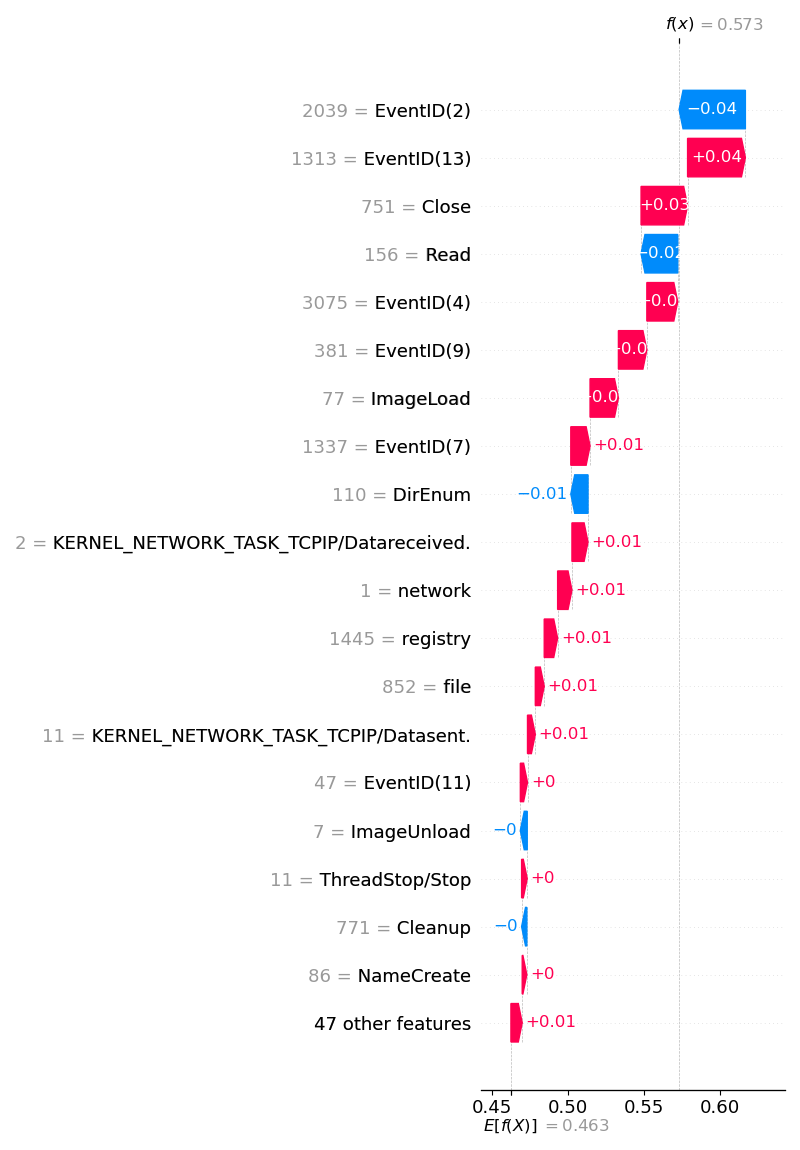 f(x) = 0.573
2039 = EventID(2) −0.04
1313 = EventID(13) +0.04
751 = Close +0.03
156 = Read −0.02
3075 = EventID(4)
381 = EventID(9)
77 = ImageLoad
1337 = EventID(7) +0.01
110 = DirEnum −0.01
2 = KERNEL_NETWORK_TASK_TCPIP/Datareceived. +0.01
1 = network +0.01
1445 = registry +0.01
852 = file +0.01
11 = KERNEL_NETWORK_TASK_TCPIP/Datasent. +0.01
47 = EventID(11) +0
7 = ImageUnload −0
11 = ThreadStop/Stop +0
771 = Cleanup −0
86 = NameCreate +0
47 other features +0.01
0.45 0.50 0.55 0.60
E[f(X)] = 0.463